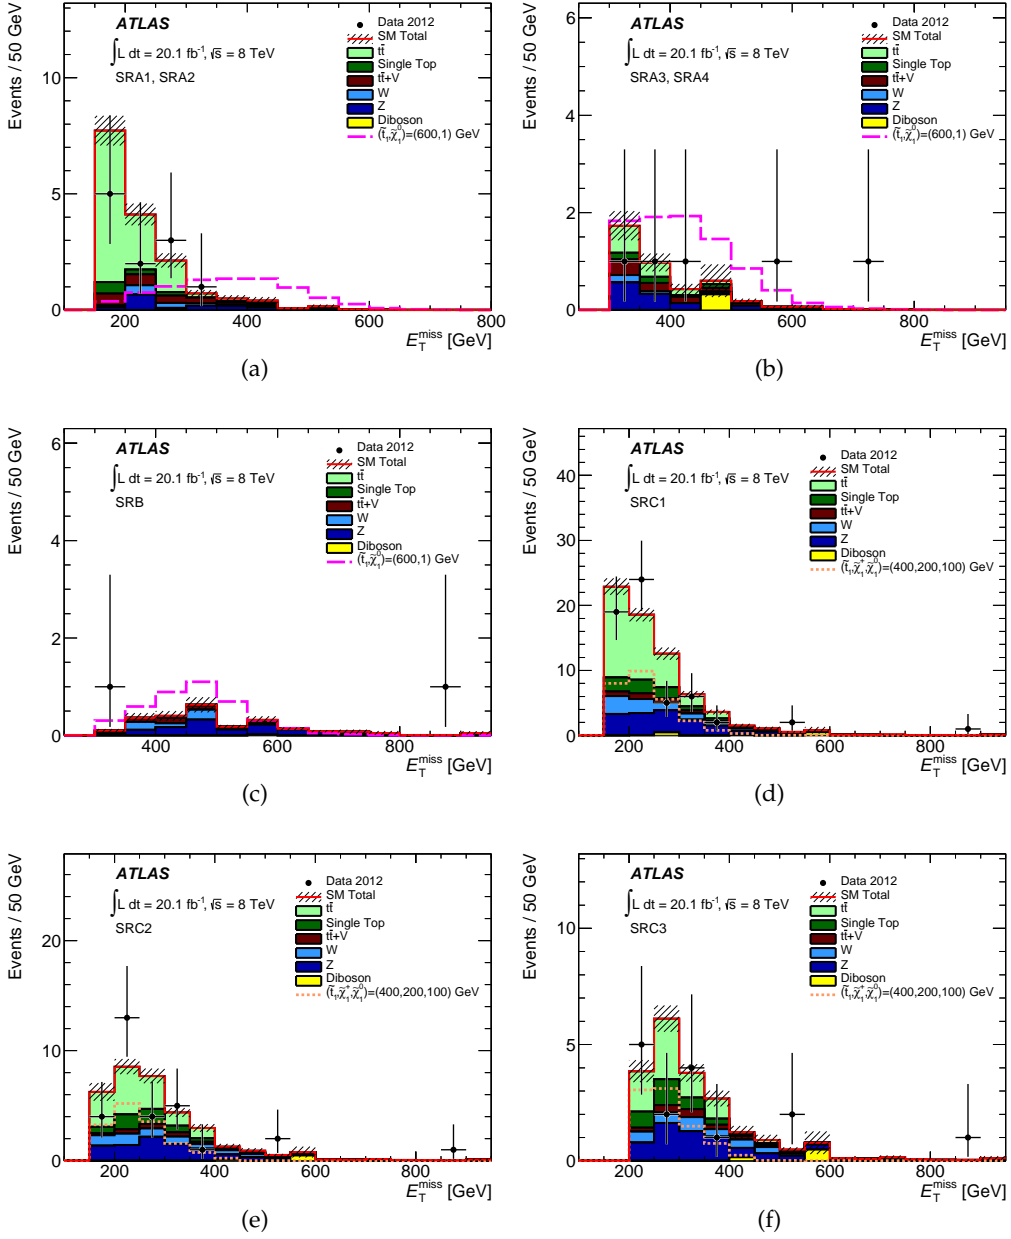 Events / 50 GeV
ATLAS
∫L dt = 20.1 fb⁻¹, √s = 8 TeV
SRA1, SRA2
Data 2012
SM Total
tt̄
Single Top
tt̄+V
W
Z
Diboson
(t̃₁,χ̃₁⁰)=(600,1) GeV
10
5
0
200 400 600 800
E_T^miss [GeV]
(a)
Events / 50 GeV
ATLAS
∫L dt = 20.1 fb⁻¹, √s = 8 TeV
SRA3, SRA4
Data 2012
SM Total
tt̄
Single Top
tt̄+V
W
Z
Diboson
(t̃₁,χ̃₁⁰)=(600,1) GeV
6
4
2
0
400 600 800
E_T^miss [GeV]
(b)
Events / 50 GeV
ATLAS
∫L dt = 20.1 fb⁻¹, √s = 8 TeV
SRB
Data 2012
SM Total
tt̄
Single Top
tt̄+V
W
Z
Diboson
(t̃₁,χ̃₁⁰)=(600,1) GeV
6
4
2
0
400 600 800
E_T^miss [GeV]
(c)
Events / 50 GeV
ATLAS
∫L dt = 20.1 fb⁻¹, √s = 8 TeV
SRC1
Data 2012
SM Total
tt̄
Single Top
tt̄+V
W
Z
Diboson
(t̃₁,χ̃₁⁺,χ̃₁⁰)=(400,200,100) GeV
40
30
20
10
0
200 400 600 800
E_T^miss [GeV]
(d)
Events / 50 GeV
ATLAS
∫L dt = 20.1 fb⁻¹, √s = 8 TeV
SRC2
Data 2012
SM Total
tt̄
Single Top
tt̄+V
W
Z
Diboson
(t̃₁,χ̃₁⁺,χ̃₁⁰)=(400,200,100) GeV
20
10
0
200 400 600 800
E_T^miss [GeV]
(e)
Events / 50 GeV
ATLAS
∫L dt = 20.1 fb⁻¹, √s = 8 TeV
SRC3
Data 2012
SM Total
tt̄
Single Top
tt̄+V
W
Z
Diboson
(t̃₁,χ̃₁⁺,χ̃₁⁰)=(400,200,100) GeV
10
5
0
200 400 600 800
E_T^miss [GeV]
(f)